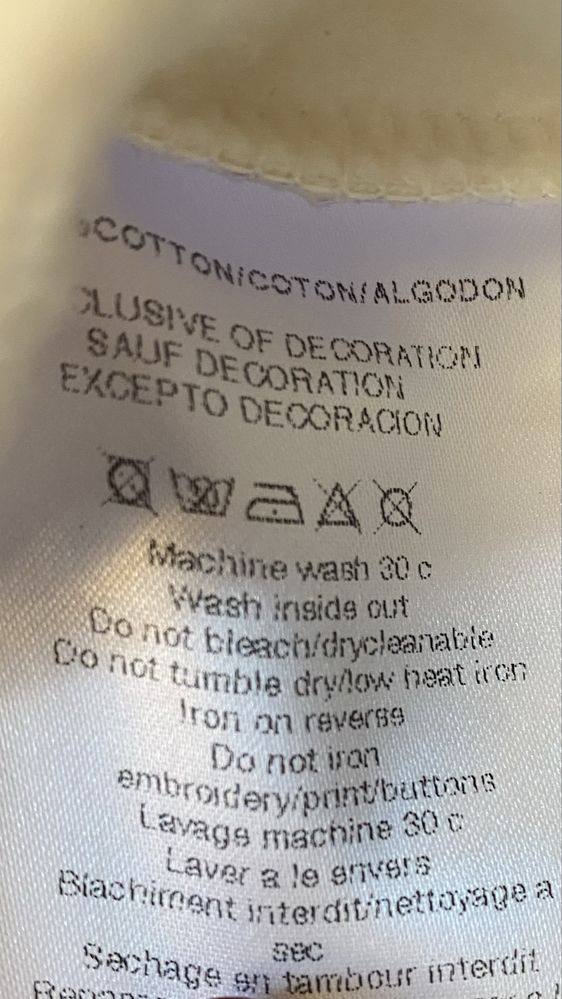 COTTON/COTON/ALGODON
EXCLUSIVE OF DECORATION
SAUF DECORATION
EXCEPTO DECORACION
30
Machine wash 30 c
Wash inside out
Do not bleach/drycleanable
Do not tumble dry/low heat iron
Iron on reverse
Do not iron
embroidery/print/buttons
Lavage machine 30 c
Laver a le envers
Blachiment interdit/nettoyage a
sec
Sechage en tambour interdit